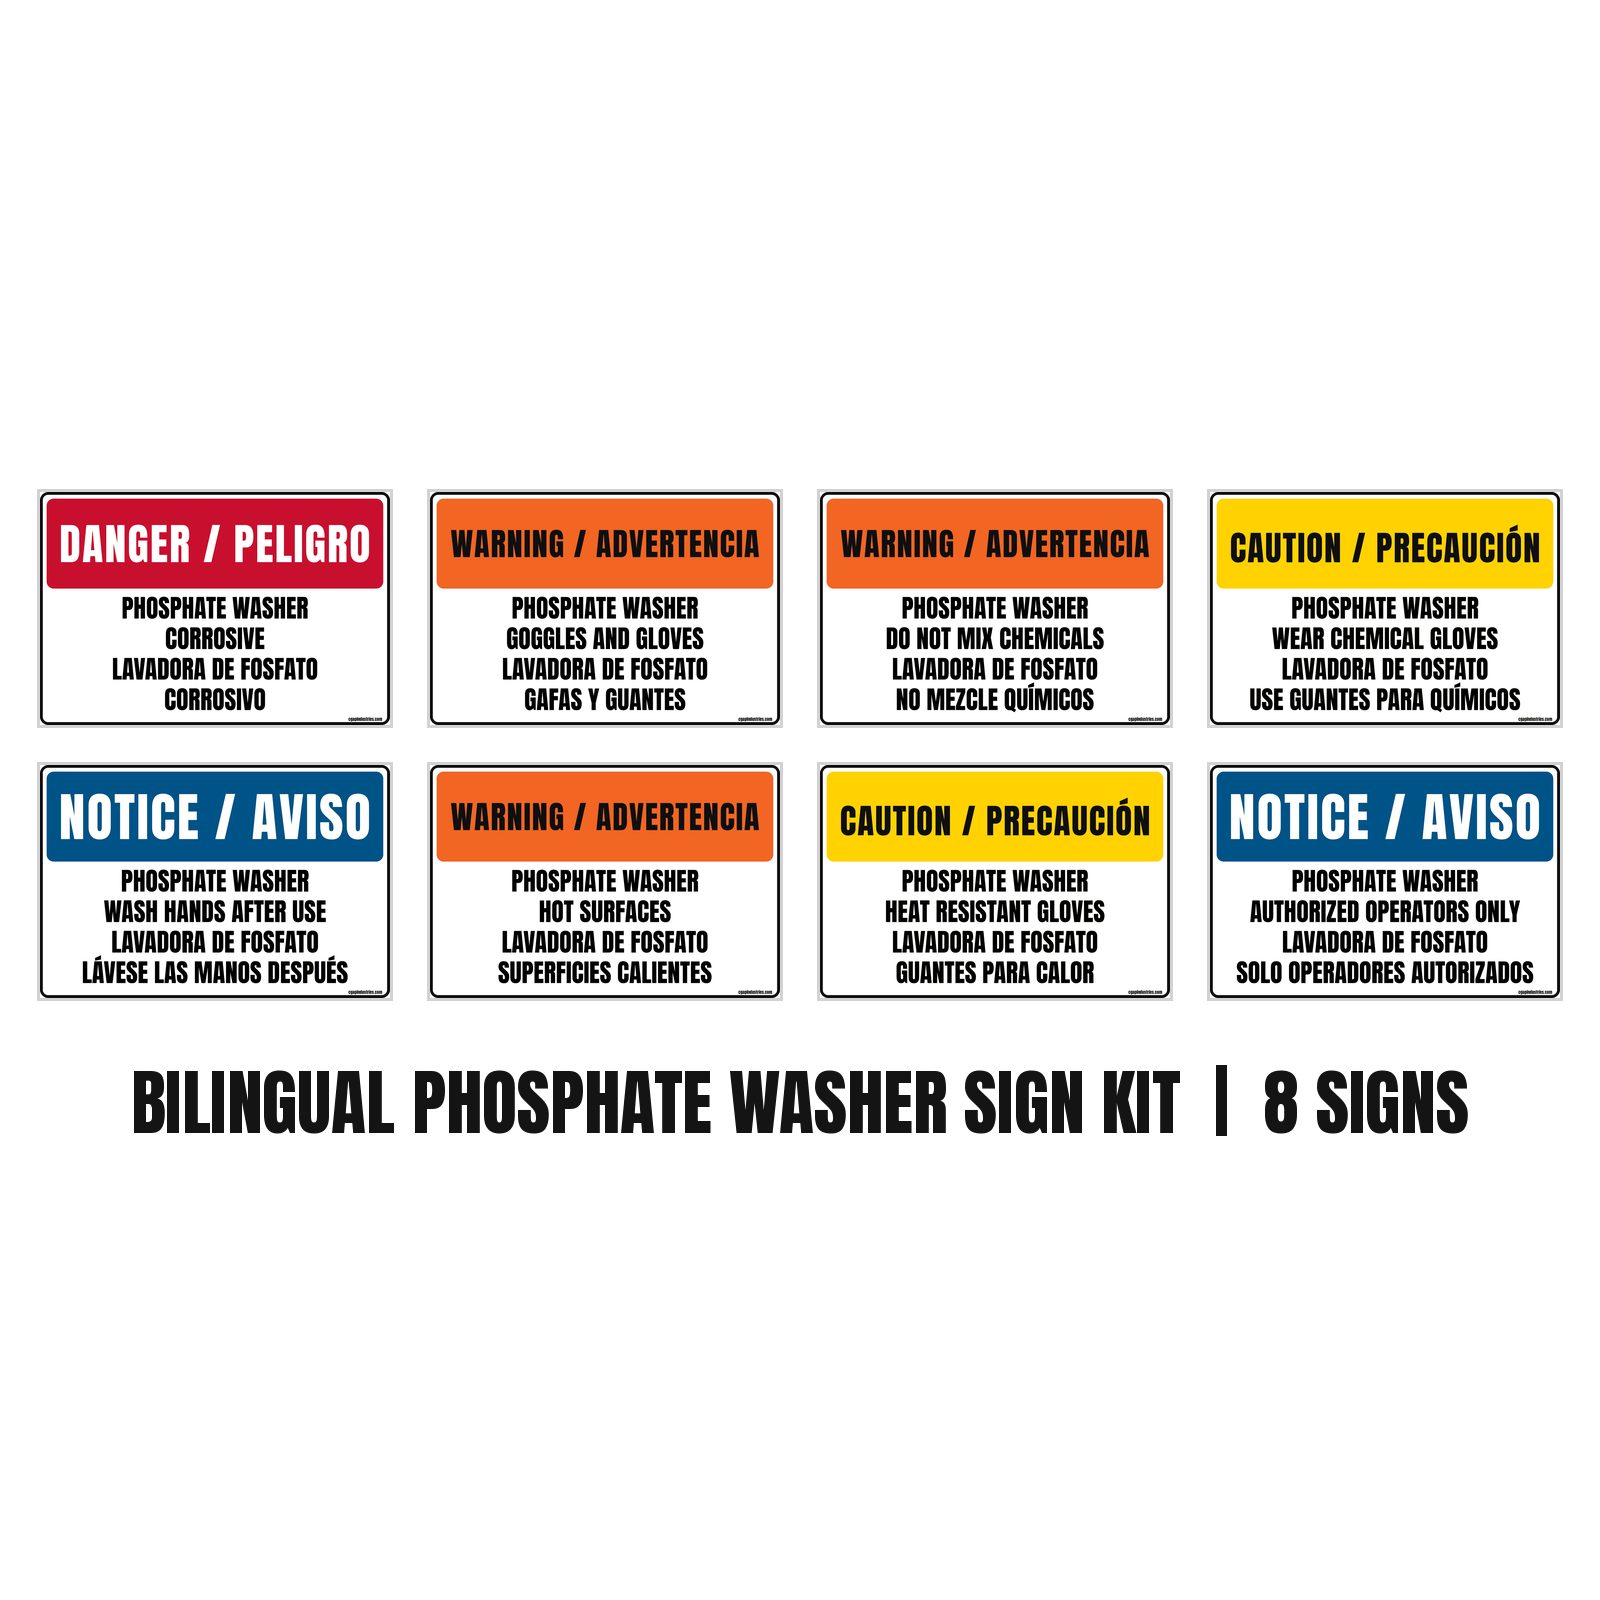 DANGER / PELIGRO
PHOSPHATE WASHER
CORROSIVE
LAVADORA DE FOSFATO
CORROSIVO
WARNING / ADVERTENCIA
PHOSPHATE WASHER
GOGGLES AND GLOVES
LAVADORA DE FOSFATO
GAFAS Y GUANTES
WARNING / ADVERTENCIA
PHOSPHATE WASHER
DO NOT MIX CHEMICALS
LAVADORA DE FOSFATO
NO MEZCLE QUÍMICOS
CAUTION / PRECAUCIÓN
PHOSPHATE WASHER
WEAR CHEMICAL GLOVES
LAVADORA DE FOSFATO
USE GUANTES PARA QUÍMICOS
NOTICE / AVISO
PHOSPHATE WASHER
WASH HANDS AFTER USE
LAVADORA DE FOSFATO
LÁVESE LAS MANOS DESPUÉS
WARNING / ADVERTENCIA
PHOSPHATE WASHER
HOT SURFACES
LAVADORA DE FOSFATO
SUPERFICIES CALIENTES
CAUTION / PRECAUCIÓN
PHOSPHATE WASHER
HEAT RESISTANT GLOVES
LAVADORA DE FOSFATO
GUANTES PARA CALOR
NOTICE / AVISO
PHOSPHATE WASHER
AUTHORIZED OPERATORS ONLY
LAVADORA DE FOSFATO
SOLO OPERADORES AUTORIZADOS
BILINGUAL PHOSPHATE WASHER SIGN KIT | 8 SIGNS